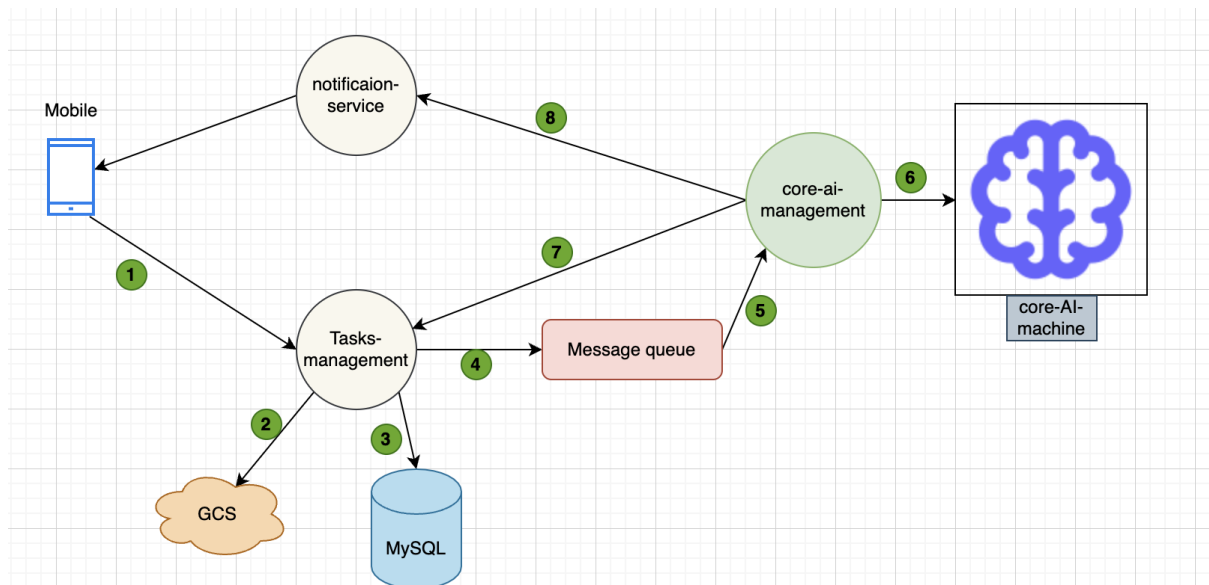 notificaion-
service
Mobile
8
core-ai-
management
6
1
7
core-AI-
machine
5
Tasks-
management
Message queue
4
2
3
GCS
MySQL